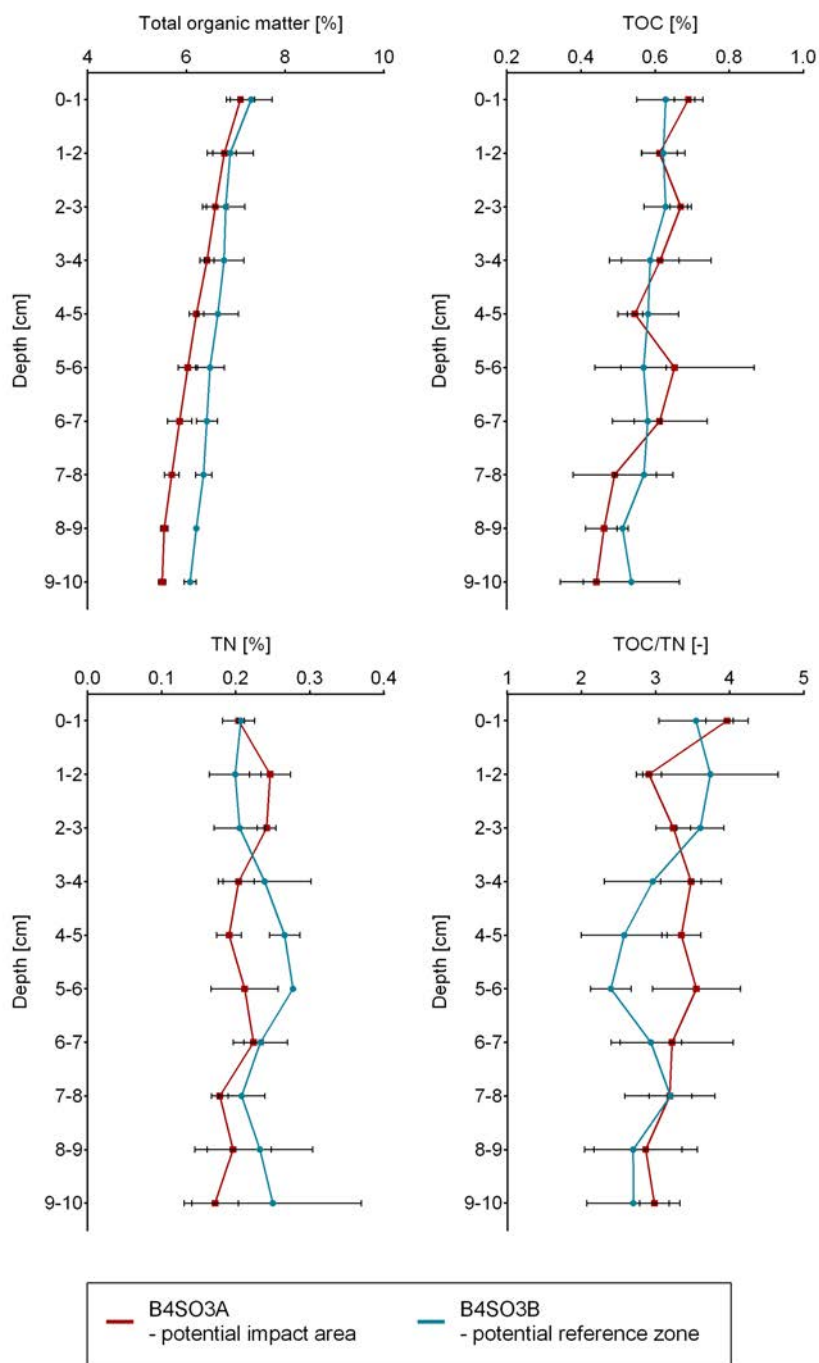 Total organic matter [%]
4 6 8 10
Depth [cm]
0-1
1-2
2-3
3-4
4-5
5-6
6-7
7-8
8-9
9-10
TOC [%]
0.2 0.4 0.6 0.8 1.0
Depth [cm]
0-1
1-2
2-3
3-4
4-5
5-6
6-7
7-8
8-9
9-10
TN [%]
0.0 0.1 0.2 0.3 0.4
Depth [cm]
0-1
1-2
2-3
3-4
4-5
5-6
6-7
7-8
8-9
9-10
TOC/TN [-]
1 2 3 4 5
Depth [cm]
0-1
1-2
2-3
3-4
4-5
5-6
6-7
7-8
8-9
9-10
B4SO3A
- potential impact area
B4SO3B
- potential reference zone